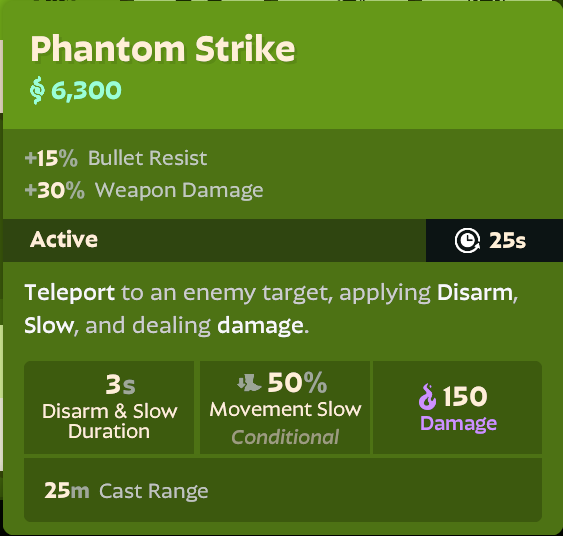 Phantom Strike
6,300
+15% Bullet Resist
+30% Weapon Damage
Active
25s
Teleport to an enemy target, applying Disarm,
Slow, and dealing damage.
3s
Disarm & Slow
Duration
50%
Movement Slow
Conditional
150
Damage
25m Cast Range